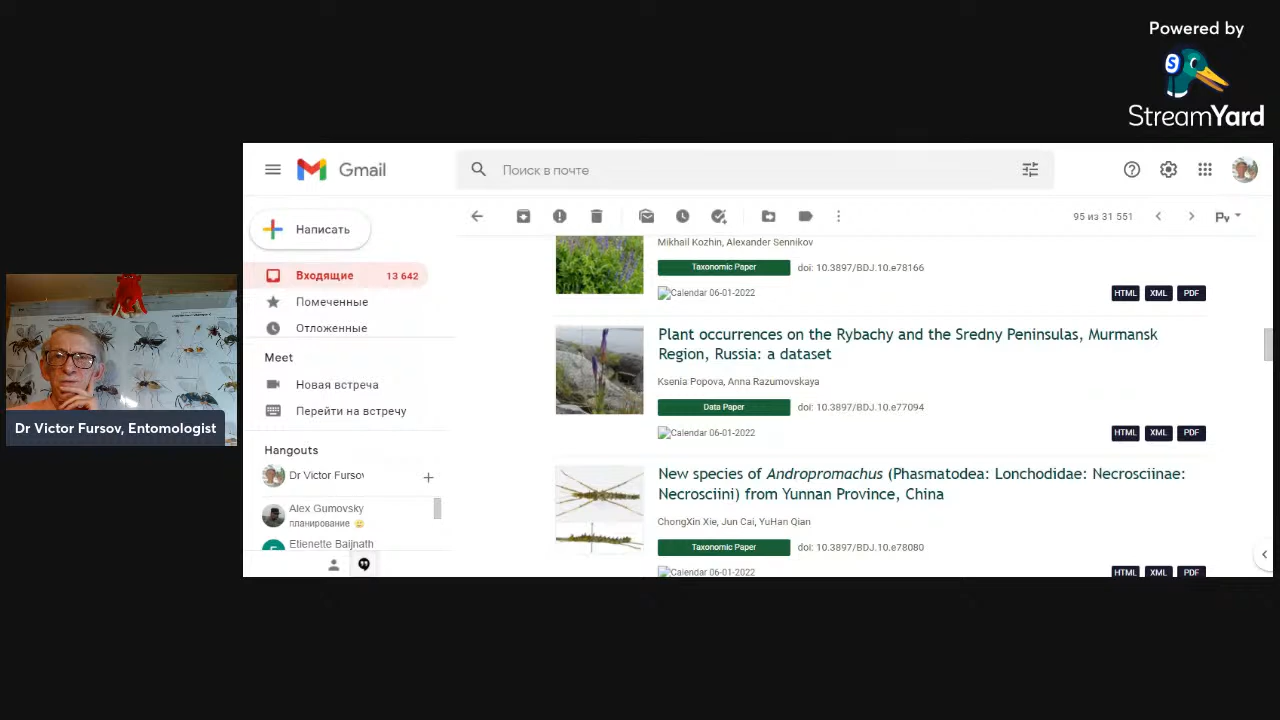 Powered by
StreamYard
Gmail
Поиск в почте
Написать
95 из 31 551
Ру
Входящие 13 642
Помеченные
Отложенные
Meet
Новая встреча
Перейти на встречу
Hangouts
Dr Victor Fursov
Alex Gumovsky
планирование
Etienette Baijnath
Dr Victor Fursov, Entomologist
Mikhail Kozhin, Alexander Sennikov
Taxonomic Paper doi: 10.3897/BDJ.10.e78166
Calendar 06-01-2022
HTML XML PDF
Plant occurrences on the Rybachy and the Sredny Peninsulas, Murmansk
Region, Russia: a dataset
Ksenia Popova, Anna Razumovskaya
Data Paper doi: 10.3897/BDJ.10.e77094
Calendar 06-01-2022
HTML XML PDF
New species of Andropromachus (Phasmatodea: Lonchodidae: Necrosciinae:
Necrosciini) from Yunnan Province, China
ChongXin Xie, Jun Cai, YuHan Qian
Taxonomic Paper doi: 10.3897/BDJ.10.e78080
Calendar 06-01-2022
HTML XML PDF